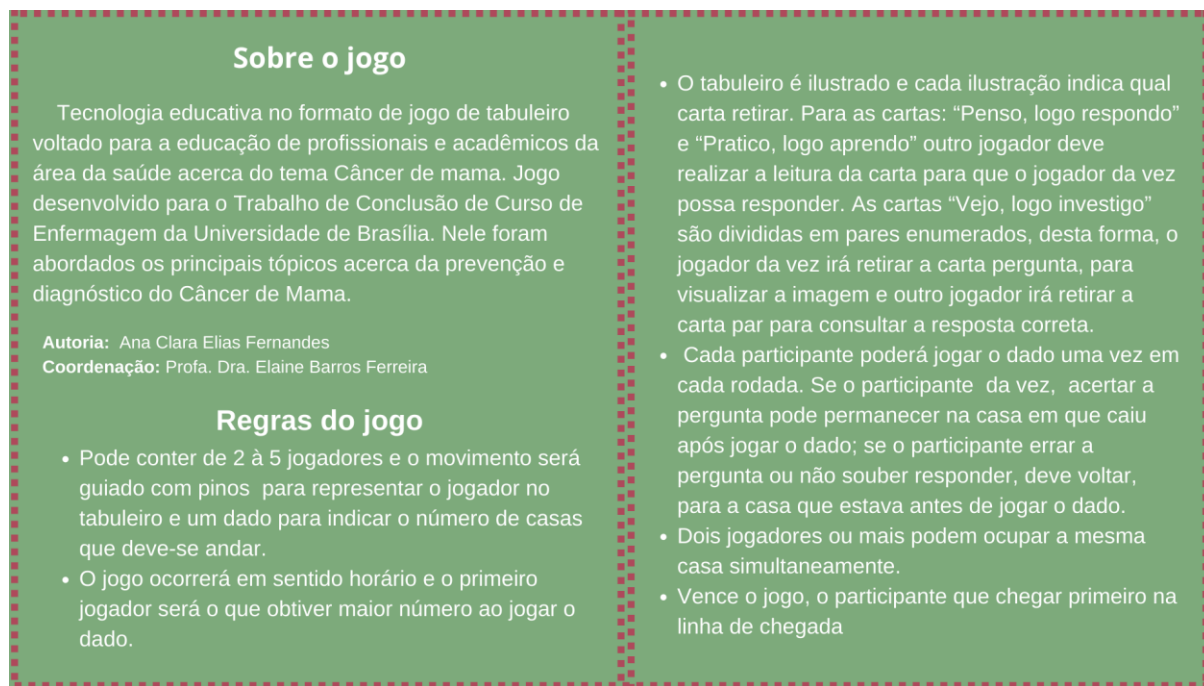 Sobre o jogo
Tecnologia educativa no formato de jogo de tabuleiro
voltado para a educação de profissionais e acadêmicos da
área da saúde acerca do tema Câncer de mama. Jogo
desenvolvido para o Trabalho de Conclusão de Curso de
Enfermagem da Universidade de Brasília. Nele foram
abordados os principais tópicos acerca da prevenção e
diagnóstico do Câncer de Mama.
Autoria: Ana Clara Elias Fernandes
Coordenação: Profa. Dra. Elaine Barros Ferreira
Regras do jogo
• Pode conter de 2 à 5 jogadores e o movimento será
guiado com pinos para representar o jogador no
tabuleiro e um dado para indicar o número de casas
que deve-se andar.
• O jogo ocorrerá em sentido horário e o primeiro
jogador será o que obtiver maior número ao jogar o
dado.
• O tabuleiro é ilustrado e cada ilustração indica qual
carta retirar. Para as cartas: “Penso, logo respondo”
e “Pratico, logo aprendo” outro jogador deve
realizar a leitura da carta para que o jogador da vez
possa responder. As cartas “Vejo, logo investigo”
são divididas em pares enumerados, desta forma, o
jogador da vez irá retirar a carta pergunta, para
visualizar a imagem e outro jogador irá retirar a
carta par para consultar a resposta correta.
• Cada participante poderá jogar o dado uma vez em
cada rodada. Se o participante da vez, acertar a
pergunta pode permanecer na casa em que caiu
após jogar o dado; se o participante errar a
pergunta ou não souber responder, deve voltar,
para a casa que estava antes de jogar o dado.
• Dois jogadores ou mais podem ocupar a mesma
casa simultaneamente.
• Vence o jogo, o participante que chegar primeiro na
linha de chegada